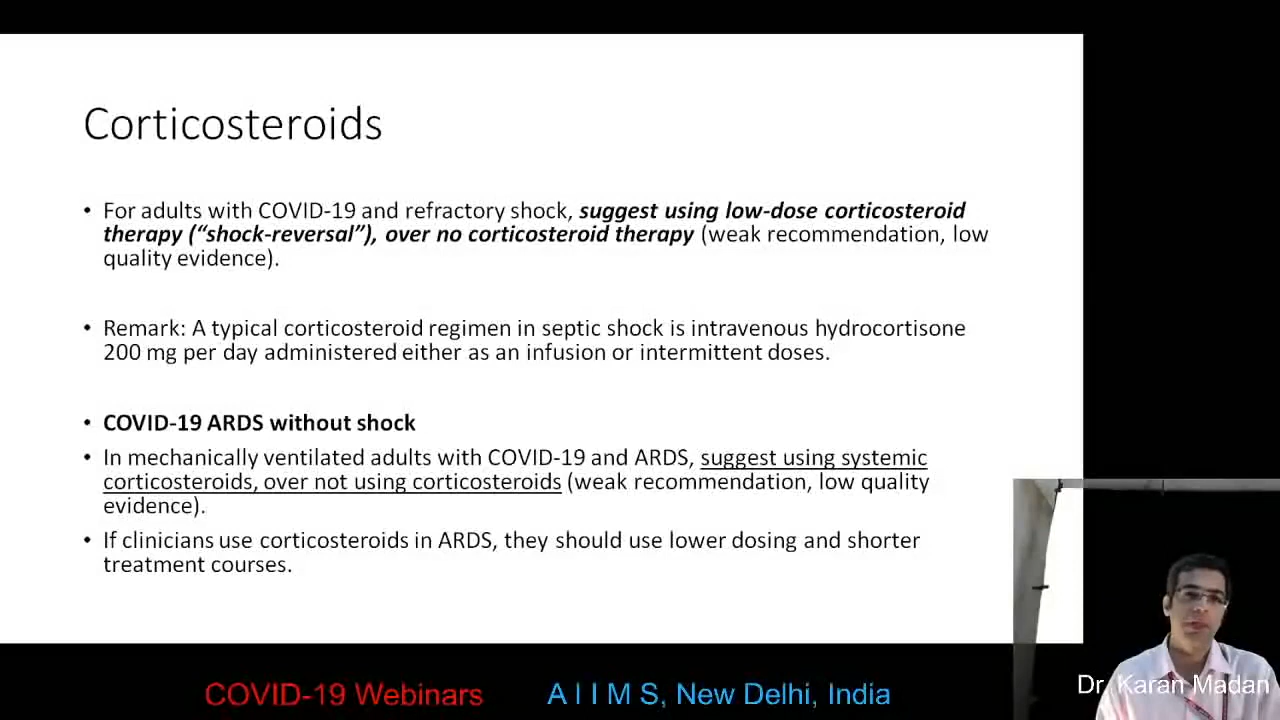 Corticosteroids
• For adults with COVID-19 and refractory shock, suggest using low-dose corticosteroid
therapy (“shock-reversal”), over no corticosteroid therapy (weak recommendation, low
quality evidence).
• Remark: A typical corticosteroid regimen in septic shock is intravenous hydrocortisone
200 mg per day administered either as an infusion or intermittent doses.
• COVID-19 ARDS without shock
• In mechanically ventilated adults with COVID-19 and ARDS, suggest using systemic
corticosteroids, over not using corticosteroids (weak recommendation, low quality
evidence).
• If clinicians use corticosteroids in ARDS, they should use lower dosing and shorter
treatment courses.
Dr. Karan Madan
COVID-19 Webinars A I I M S, New Delhi, India